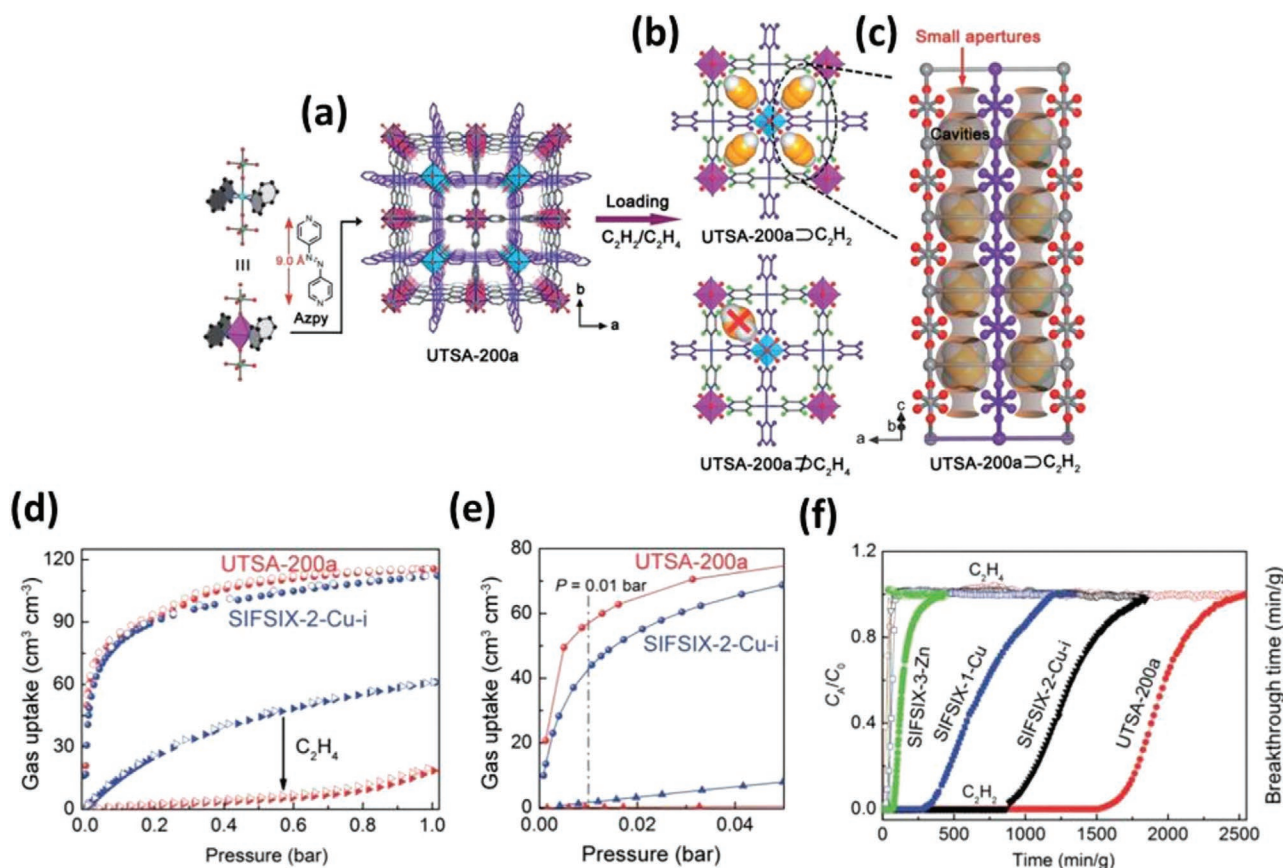 (a)
N
N
9.0 Å
N
N
Azpy
b
a
UTSA-200a
Loading
C₂H₂/C₂H₄
(b)
UTSA-200a⊃C₂H₂
UTSA-200a⊅C₂H₄
(c)
Small apertures
Cavities
c
b
a
UTSA-200a⊃C₂H₂
(d)
Gas uptake (cm³ cm⁻³)
120
90
60
30
0
UTSA-200a
SIFSIX-2-Cu-i
C₂H₄
0.0 0.2 0.4 0.6 0.8 1.0
Pressure (bar)
(e)
Gas uptake (cm³ cm⁻³)
80
60
40
20
0
UTSA-200a
P = 0.01 bar
SIFSIX-2-Cu-i
0.00 0.02 0.04
Pressure (bar)
(f)
C_A/C₀
1.2
0.8
0.4
0.0
C₂H₄
SIFSIX-3-Zn
SIFSIX-1-Cu
SIFSIX-2-Cu-i
UTSA-200a
C₂H₂
0 500 1000 1500 2000 2500
Time (min/g)
Breakthrough time (min/g)